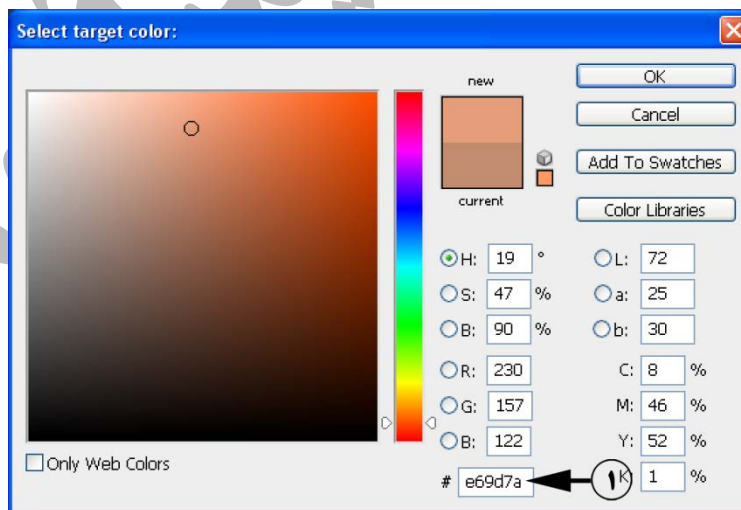 Select target color:
new
OK
Cancel
Add To Swatches
current
Color Libraries
H: 19 °
L: 72
S: 47 %
a: 25
B: 90 %
b: 30
R: 230
C: 8 %
G: 157
M: 46 %
B: 122
Y: 52 %
Only Web Colors
# e69d7a
۱
K: 1 %